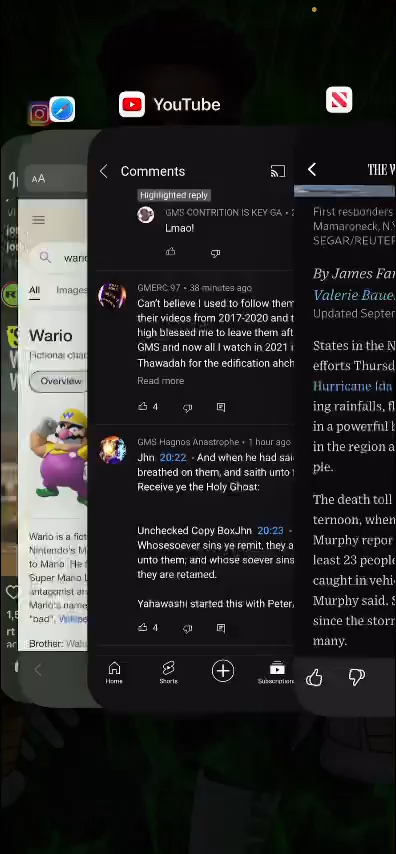 YouTube
AA
wario
All Images
Wario
Fictional char
Overview
Wario is a fict
Nintendo's M
to Mario. He f
Super Mario L
antagonist an
Mario's name
"bad".
Brother: Walu
Comments
Highlighted reply
GMS CONTRITION IS KEY GA • 2
Lmao!
GMERC 97 • 38 minutes ago
Can't believe I used to follow them
their videos from 2017-2020 and t
high blessed me to leave them aft
GMS and now all I watch in 2021 i
Thawadah for the edification ahch
Read more
4
GMS Hagnos Anastrophe • 1 hour ago
Jhn 20:22 - And when he had said
breathed on them, and saith unto t
Receive ye the Holy Ghost:
Unchecked Copy BoxJhn 20:23 -
Whosesoever sins ye remit, they a
unto them; and whose soever sins
they are retained.
Yahawashi started this with Peter,
4
Home Shorts Subscriptions
THE W
First responders
Mamaroneck, N.Y
SEGAR/REUTER
By James Far
Valerie Baue
Updated Septer
States in the N
efforts Thursd
Hurricane Ida
ing rainfalls, fl
in a powerful h
in the region a
ple.
The death toll
ternoon, when
Murphy repor
least 23 people
caught in vehic
Murphy said. S
since the storm
many.